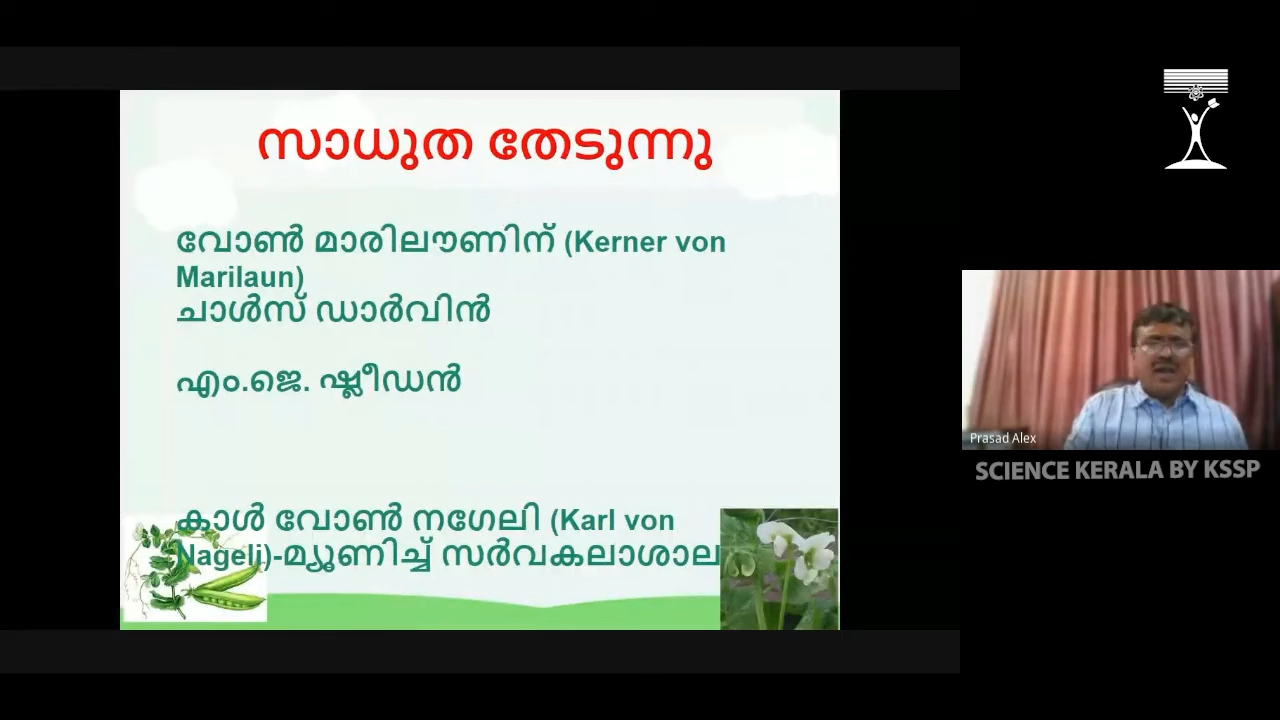 സാധുത തേടുന്നു
വോൺ മാരിലൗണിന് (Kerner von
Marilaun)
ചാൾസ് ഡാർവിൻ
എം.ജെ. ഷ്ലീഡൻ
കാൾ വോൺ നഗേലി (Karl von
Nageli)-മ്യൂണിച്ച് സർവകലാശാല
Prasad Alex
SCIENCE KERALA BY KSSP